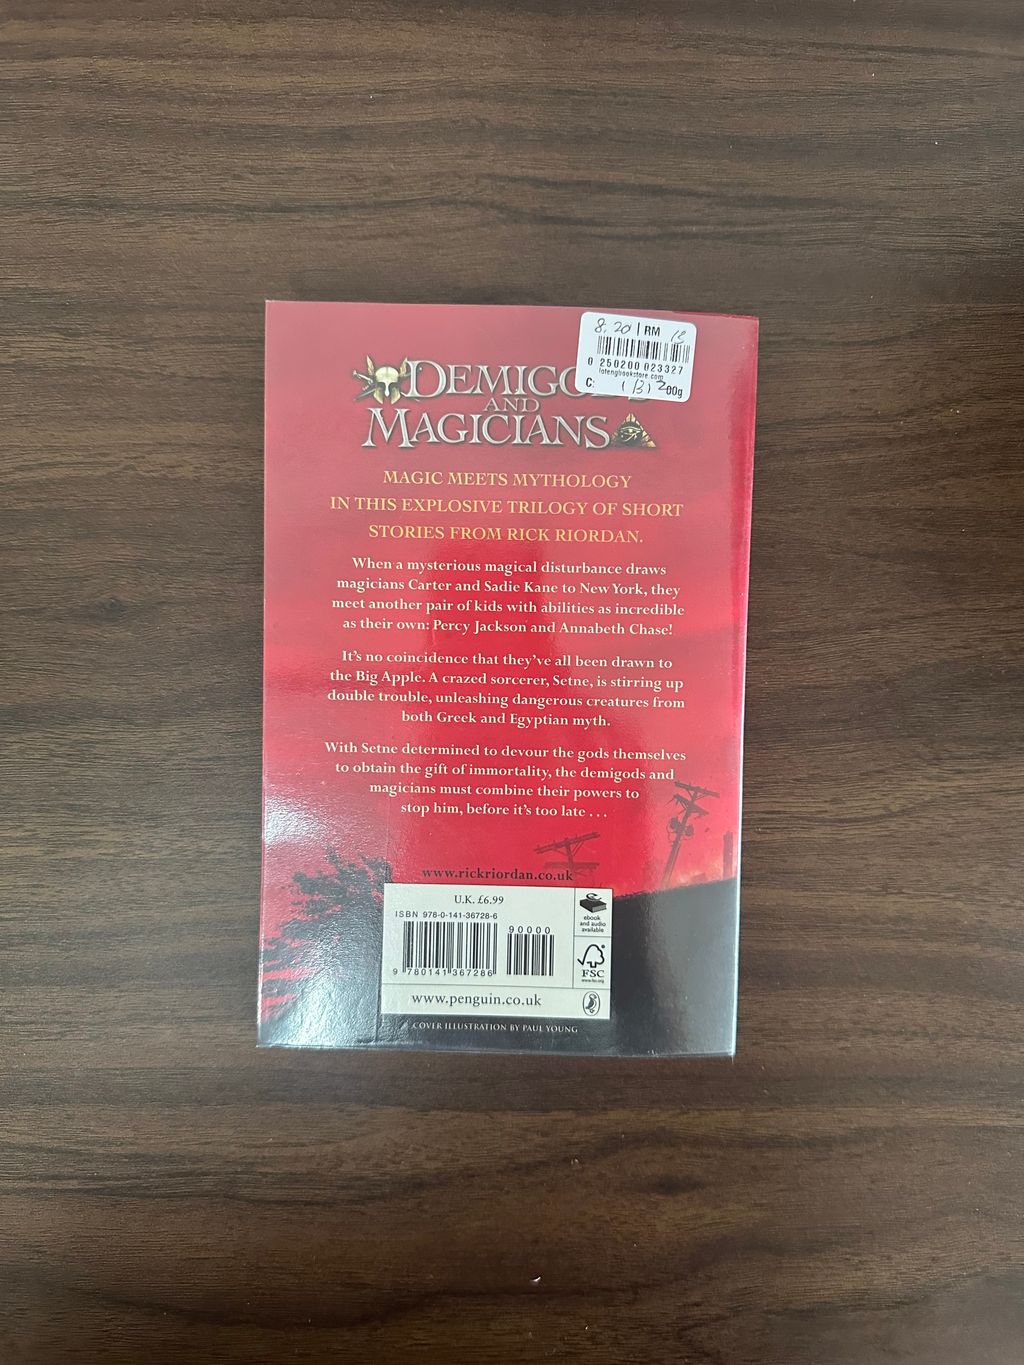 8.20 | RM 13
0 250200 023327
lotengbookstore.com
C: (B) 200g
DEMIGODS
AND
MAGICIANS
MAGIC MEETS MYTHOLOGY
IN THIS EXPLOSIVE TRILOGY OF SHORT
STORIES FROM RICK RIORDAN.
When a mysterious magical disturbance draws
magicians Carter and Sadie Kane to New York, they
meet another pair of kids with abilities as incredible
as their own: Percy Jackson and Annabeth Chase!
It's no coincidence that they've all been drawn to
the Big Apple. A crazed sorcerer, Setne, is stirring up
double trouble, unleashing dangerous creatures from
both Greek and Egyptian myth.
With Setne determined to devour the gods themselves
to obtain the gift of immortality, the demigods and
magicians must combine their powers to
stop him, before it's too late . . .
www.rickriordan.co.uk
U.K. £6.99
ISBN 978-0-141-36728-6
90000
9 780141 367286
ebook
and audio
available
FSC
www.fsc.org
www.penguin.co.uk
COVER ILLUSTRATION BY PAUL YOUNG